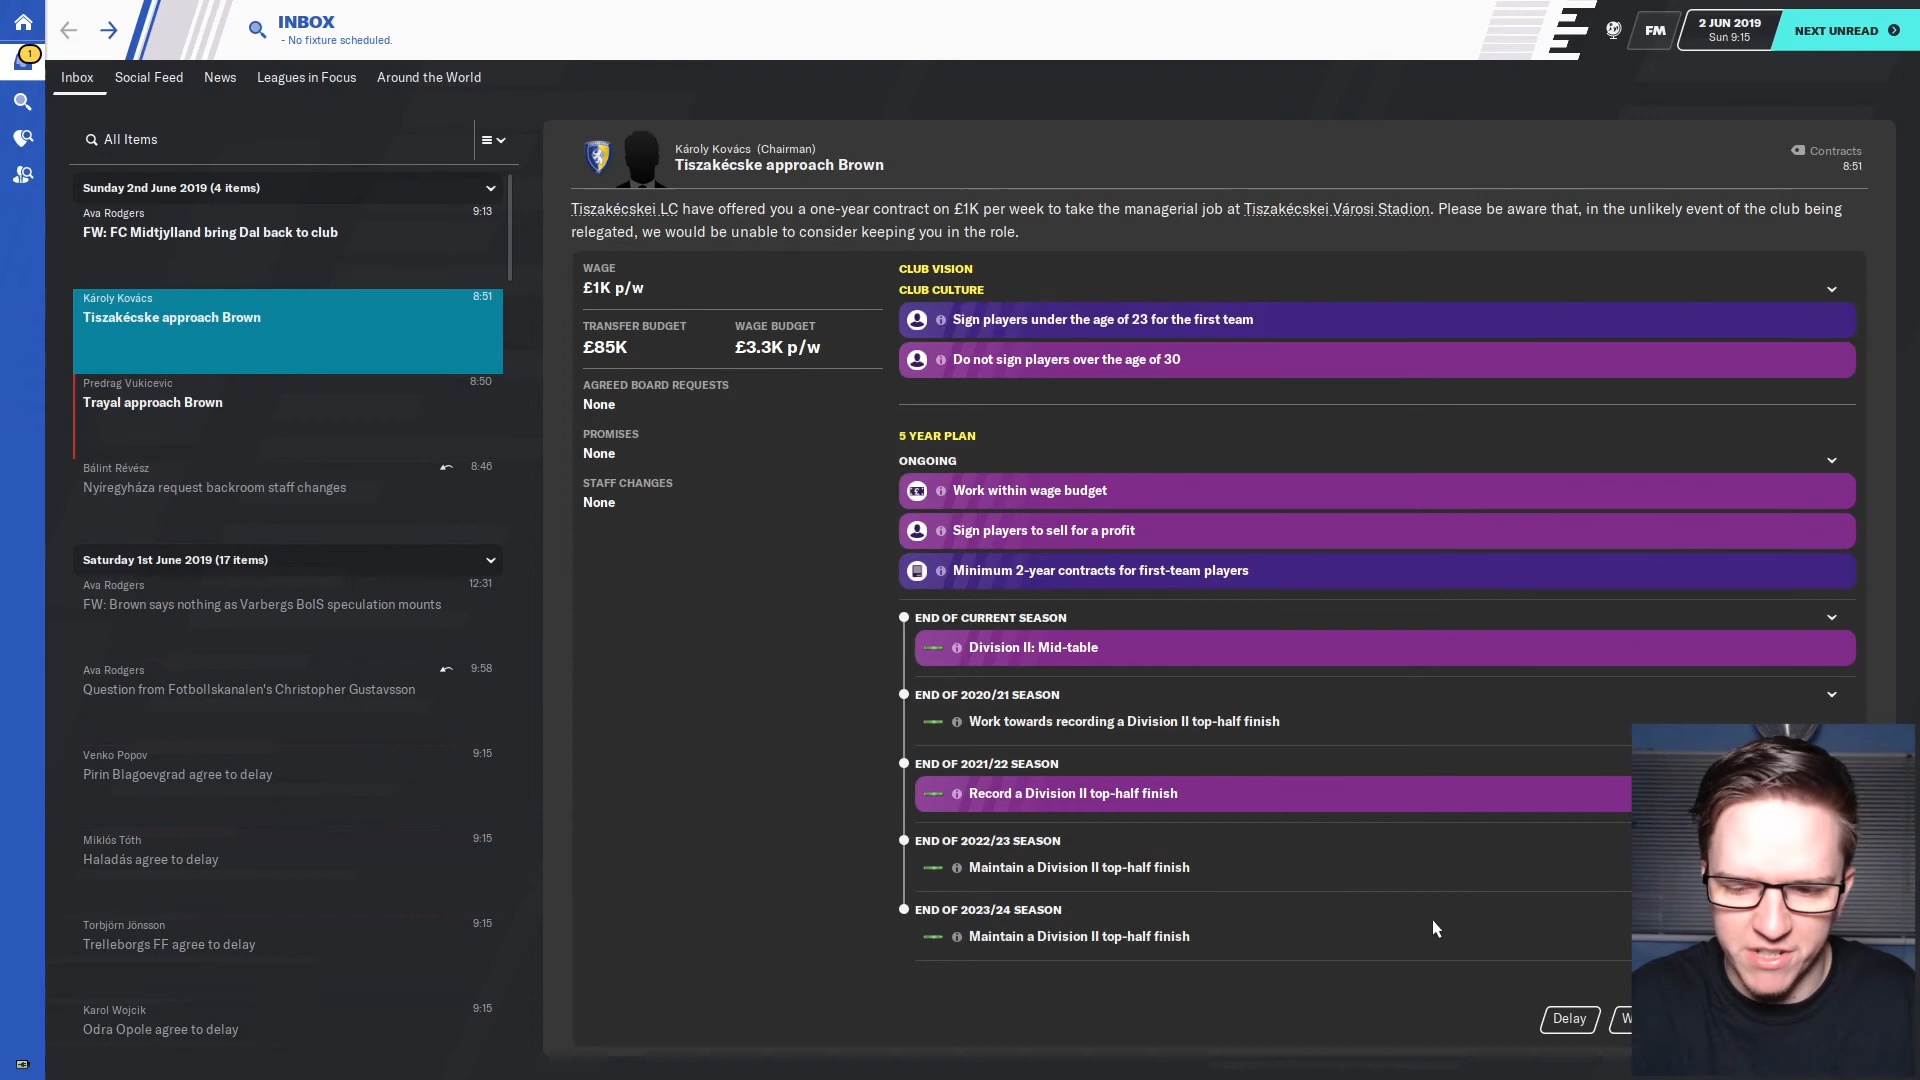 INBOX
- No fixture scheduled.
FM
2 JUN 2019
Sun 9:15
NEXT UNREAD
1
Inbox
Social Feed
News
Leagues in Focus
Around the World
All Items
Sunday 2nd June 2019 (4 items)
Ava Rodgers 9:13
FW: FC Midtjylland bring Dal back to club
Károly Kovács 8:51
Tiszakécske approach Brown
Predrag Vukicevic 8:50
Trayal approach Brown
Bálint Révész 8:46
Nyíregyháza request backroom staff changes
Saturday 1st June 2019 (17 items)
Ava Rodgers 12:31
FW: Brown says nothing as Varbergs BoIS speculation mounts
Ava Rodgers 9:58
Question from Fotbollskanalen's Christopher Gustavsson
Venko Popov 9:15
Pirin Blagoevgrad agree to delay
Miklós Tóth 9:15
Haladás agree to delay
Torbjörn Jönsson 9:15
Trelleborgs FF agree to delay
Karol Wojcik 9:15
Odra Opole agree to delay
Károly Kovács (Chairman)
Tiszakécske approach Brown
Contracts
8:51
Tiszakécskei LC have offered you a one-year contract on £1K per week to take the managerial job at Tiszakécskei Városi Stadion. Please be aware that, in the unlikely event of the club being
relegated, we would be unable to consider keeping you in the role.
WAGE
£1K p/w
TRANSFER BUDGET
£85K
WAGE BUDGET
£3.3K p/w
AGREED BOARD REQUESTS
None
PROMISES
None
STAFF CHANGES
None
CLUB VISION
CLUB CULTURE
Sign players under the age of 23 for the first team
Do not sign players over the age of 30
5 YEAR PLAN
ONGOING
Work within wage budget
Sign players to sell for a profit
Minimum 2-year contracts for first-team players
END OF CURRENT SEASON
Division II: Mid-table
END OF 2020/21 SEASON
Work towards recording a Division II top-half finish
END OF 2021/22 SEASON
Record a Division II top-half finish
END OF 2022/23 SEASON
Maintain a Division II top-half finish
END OF 2023/24 SEASON
Maintain a Division II top-half finish
Delay